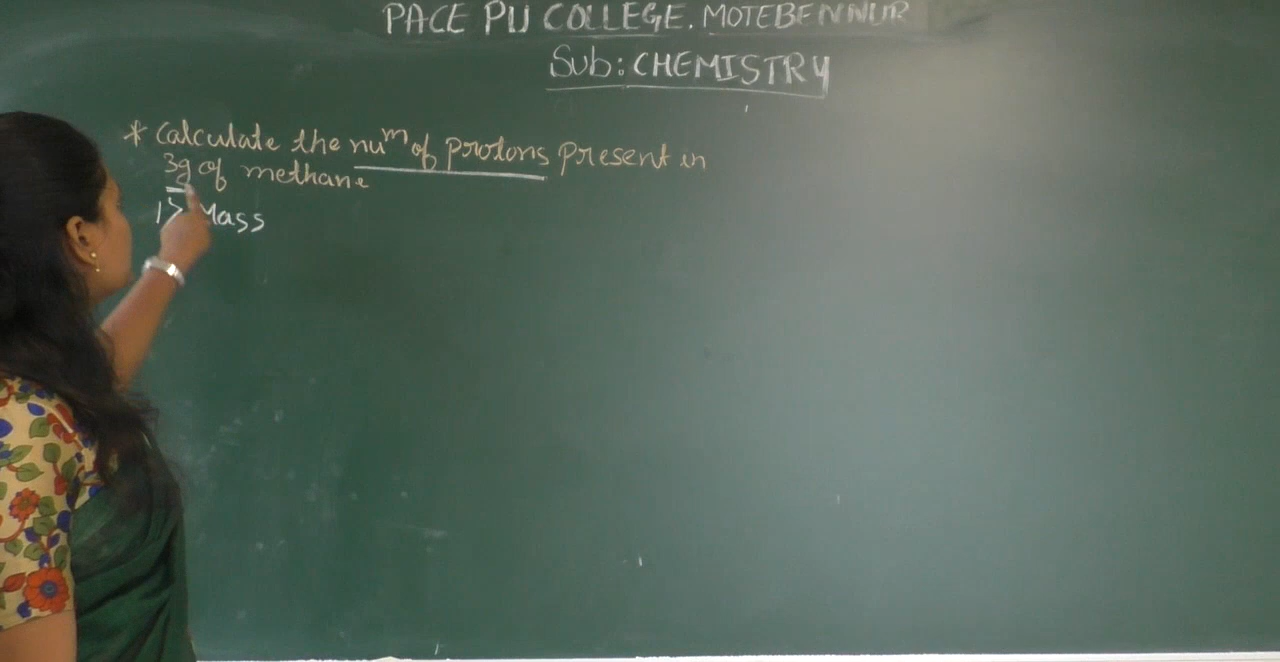 PACE PU COLLEGE. MOTEBENNUR
Sub: CHEMISTRY
* Calculate the num of protons present in
3g of methane
1> Mass